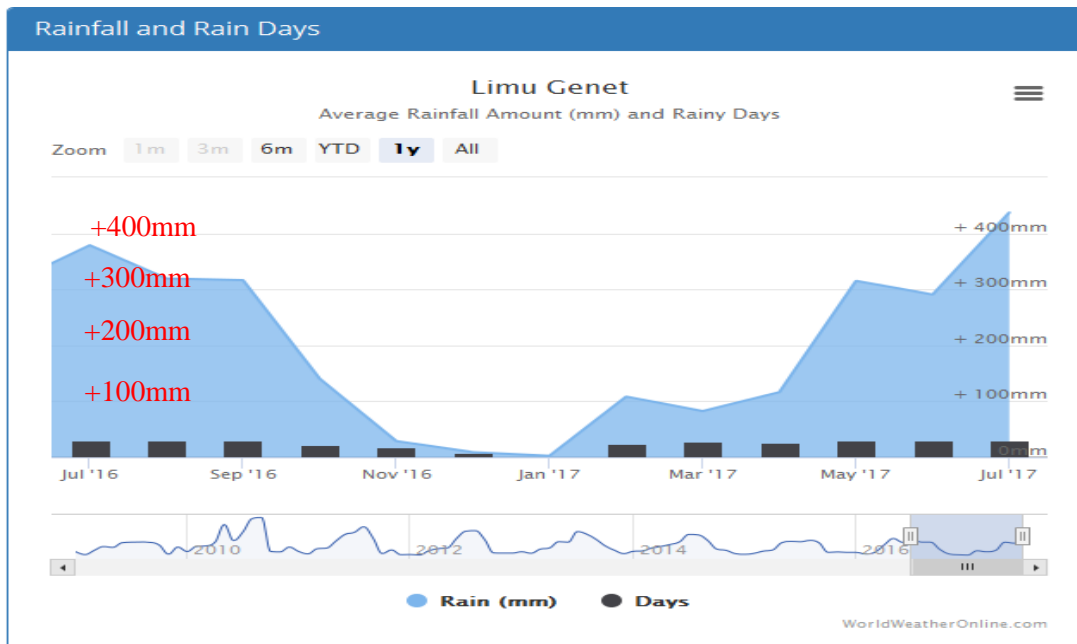 Rainfall and Rain Days
Limu Genet
Average Rainfall Amount (mm) and Rainy Days
Zoom 1m 3m 6m YTD 1y All
+400mm + 400mm
+300mm + 300mm
+200mm + 200mm
+100mm + 100mm
0mm
Jul '16 Sep '16 Nov '16 Jan '17 Mar '17 May '17 Jul '17
2010 2012 2014 2016
Rain (mm) Days
WorldWeatherOnline.com